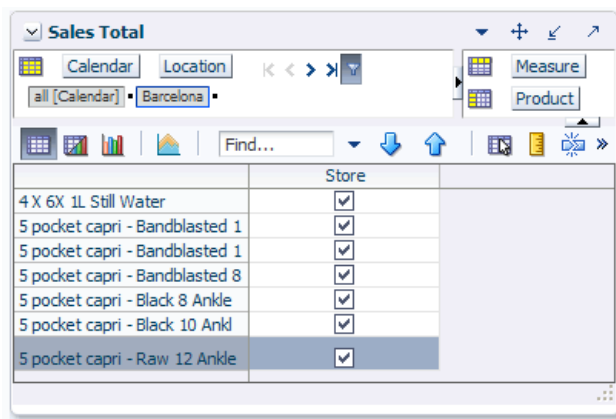 Sales Total
Calendar Location
Measure
all [Calendar] Barcelona
Product
Find...
Store
4 X 6X 1L Still Water
5 pocket capri - Bandblasted 1
5 pocket capri - Bandblasted 1
5 pocket capri - Bandblasted 8
5 pocket capri - Black 8 Ankle
5 pocket capri - Black 10 Ankl
5 pocket capri - Raw 12 Ankle